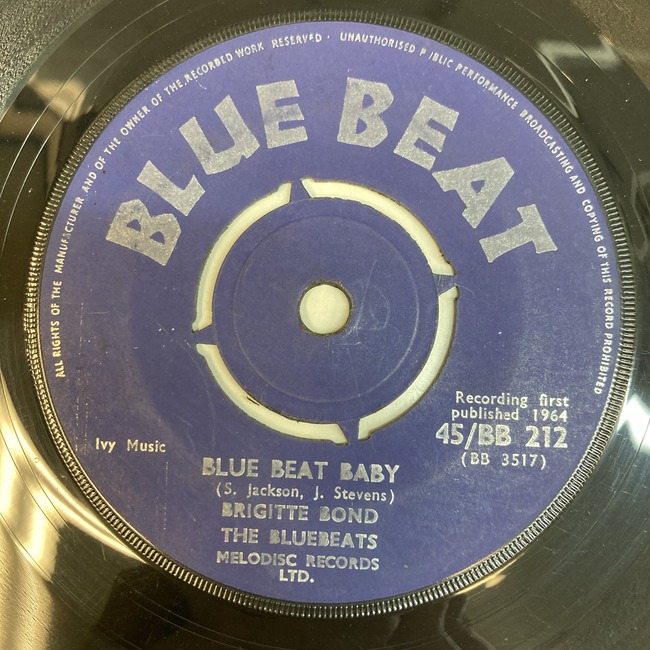 ALL RIGHTS OF THE MANUFACTURER AND OF THE OWNER OF THE RECORDED WORK RESERVED · UNAUTHORISED PUBLIC PERFORMANCE BROADCASTING AND COPYING OF THIS RECORD PROHIBITED
BLUE BEAT
Recording first
published 1964
45/BB 212
(BB 3517)
Ivy Music
BLUE BEAT BABY
(S. Jackson, J. Stevens)
BRIGITTE BOND
THE BLUEBEATS
MELODISC RECORDS
LTD.